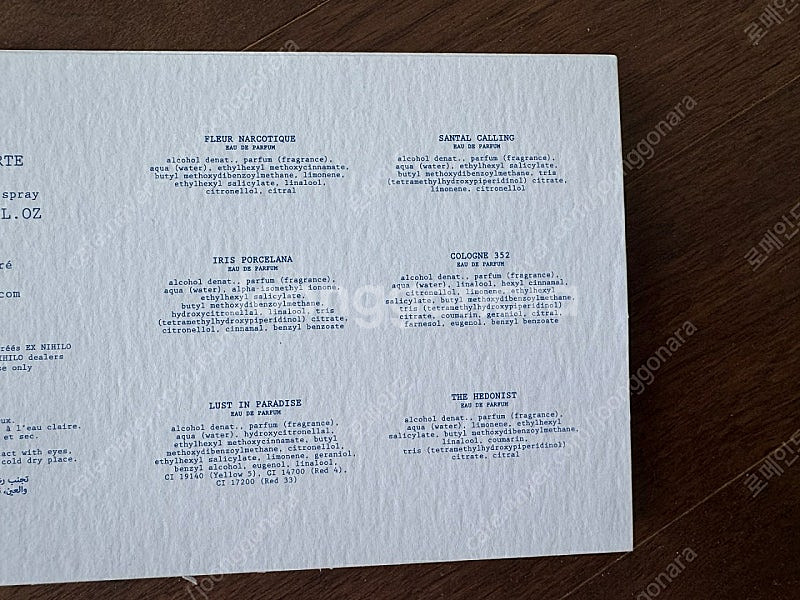 RTE
spray
L.OZ
ré
com
réés EX NIHILO
IHILO dealers
se only
ux.
à l'eau claire.
et sec.
act with eyes.
cold dry place.
تجنب
والعين
FLEUR NARCOTIQUE
EAU DE PARFUM
alcohol denat., parfum (fragrance),
aqua (water), ethylhexyl methoxycinnamate,
butyl methoxydibenzoylmethane, limonene,
ethylhexyl salicylate, linalool,
citronellol, citral
SANTAL CALLING
EAU DE PARFUM
alcohol denat., parfum (fragrance),
aqua (water), ethylhexyl salicylate,
butyl methoxydibenzoylmethane, tris
(tetramethylhydroxypiperidinol) citrate,
limonene, citronellol
IRIS PORCELANA
EAU DE PARFUM
alcohol denat., parfum (fragrance),
aqua (water), alpha-isomethyl ionone,
ethylhexyl salicylate,
butyl methoxydibenzoylmethane,
hydroxycitronellal, linalool, tris
(tetramethylhydroxypiperidinol) citrate,
citronellol, cinnamal, benzyl benzoate
COLOGNE 352
EAU DE PARFUM
alcohol denat., parfum (fragrance),
aqua (water), linalool, hexyl cinnamal,
citronellol, limonene, ethylhexyl
salicylate, butyl methoxydibenzoylmethane,
tris (tetramethylhydroxypiperidinol)
citrate, coumarin, geraniol, citral,
farnesol, eugenol, benzyl benzoate
LUST IN PARADISE
EAU DE PARFUM
alcohol denat., parfum (fragrance),
aqua (water), hydroxycitronellal,
ethylhexyl methoxycinnamate, butyl
methoxydibenzoylmethane, citronellol,
ethylhexyl salicylate, limonene, geraniol,
benzyl alcohol, eugenol, linalool,
CI 19140 (Yellow 5), CI 14700 (Red 4),
CI 17200 (Red 33)
THE HEDONIST
EAU DE PARFUM
alcohol denat., parfum (fragrance),
aqua (water), limonene, ethylhexyl
salicylate, butyl methoxydibenzoylmethane,
linalool, coumarin,
tris (tetramethylhydroxypiperidinol)
citrate, citral
joonggonara